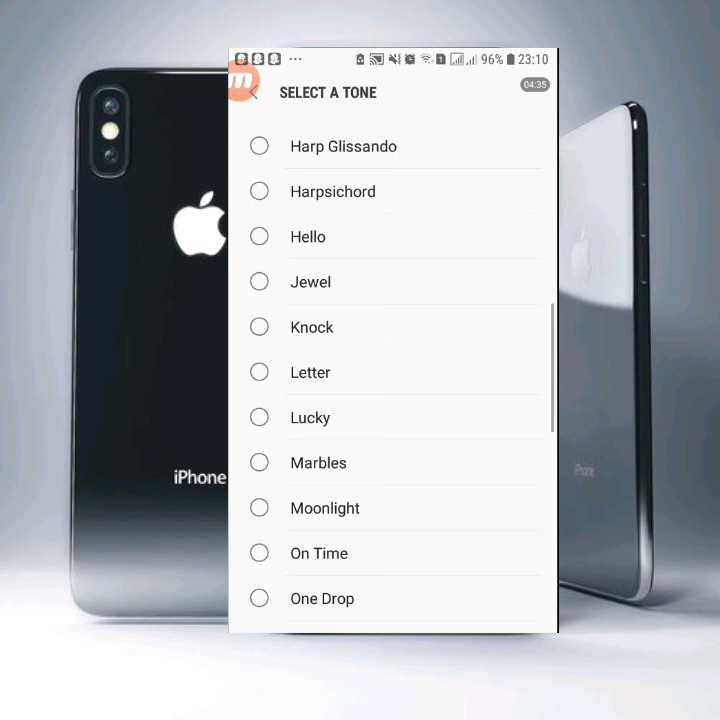 96% 23:10
m
SELECT A TONE
04:35
Harp Glissando
Harpsichord
Hello
Jewel
Knock
Letter
Lucky
Marbles
Moonlight
On Time
One Drop
iPhone
iPhone